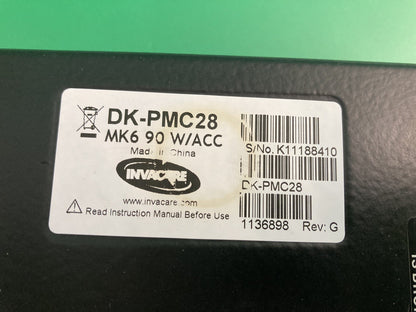 DK-PMC28
MK6 90 W/ACC
Made in China
INVACARE
www.invacare.com
Read Instruction Manual Before Use
S/No. K11188410
DK-PMC28
1136898 Rev: G